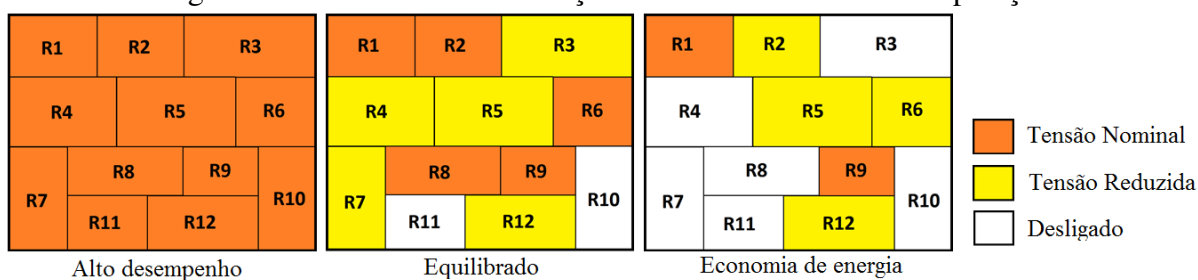 R1 R2 R3
R4 R5 R6
R7 R8 R9 R10
R11 R12
Alto desempenho
R1 R2 R3
R4 R5 R6
R7 R8 R9 R10
R11 R12
Equilibrado
R1 R2 R3
R4 R5 R6
R7 R8 R9 R10
R11 R12
Economia de energia
Tensão Nominal
Tensão Reduzida
Desligado